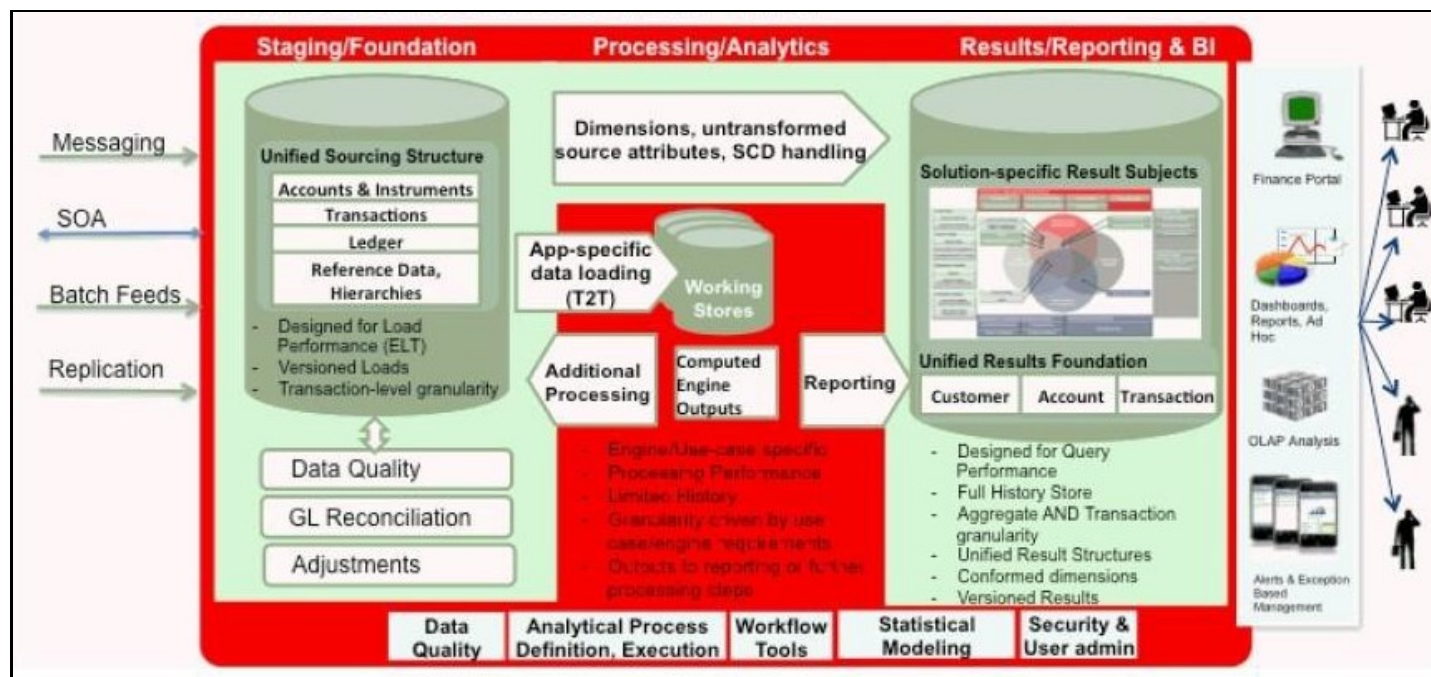 Staging/Foundation
Processing/Analytics
Results/Reporting & BI
Messaging
SOA
Batch Feeds
Replication
Unified Sourcing Structure
Accounts & Instruments
Transactions
Ledger
Reference Data,
Hierarchies
- Designed for Load
Performance (ELT)
- Versioned Loads
- Transaction-level granularity
Data Quality
GL Reconciliation
Adjustments
Dimensions, untransformed
source attributes, SCD handling
App-specific
data loading
(T2T)
Working
Stores
Additional
Processing
Computed
Engine
Outputs
Reporting
- Engine/Use-case specific
- Processing Performance
- Limited History
- Granularity driven by use
case/engine requirements
- Outputs to reporting or further
processing steps
Solution-specific Result Subjects
Unified Results Foundation
Customer
Account
Transaction
- Designed for Query
Performance
- Full History Store
- Aggregate AND Transaction
granularity
- Unified Result Structures
- Conformed dimensions
- Versioned Results
Finance Portal
Dashboards,
Reports, Ad
Hoc
OLAP Analysis
Alerts & Exception
Based
Management
Data
Quality
Analytical Process
Definition, Execution
Workflow
Tools
Statistical
Modeling
Security &
User admin